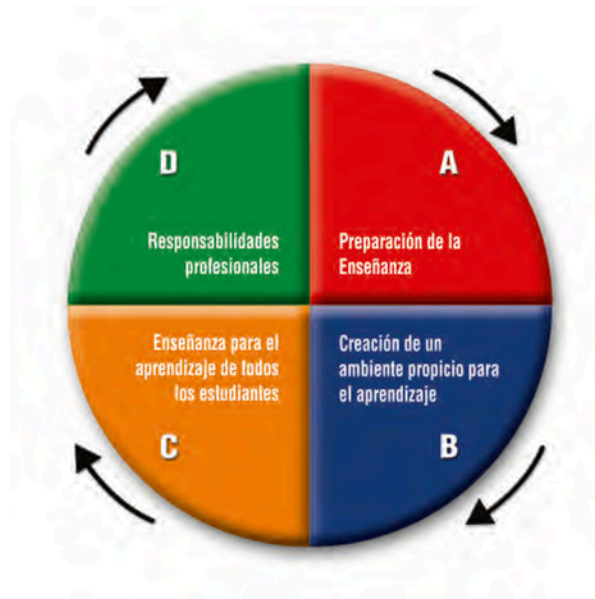 D
Responsabilidades
profesionales
A
Preparación de la
Enseñanza
Enseñanza para el
aprendizaje de todos
los estudiantes
C
Creación de un
ambiente propicio para
el aprendizaje
B